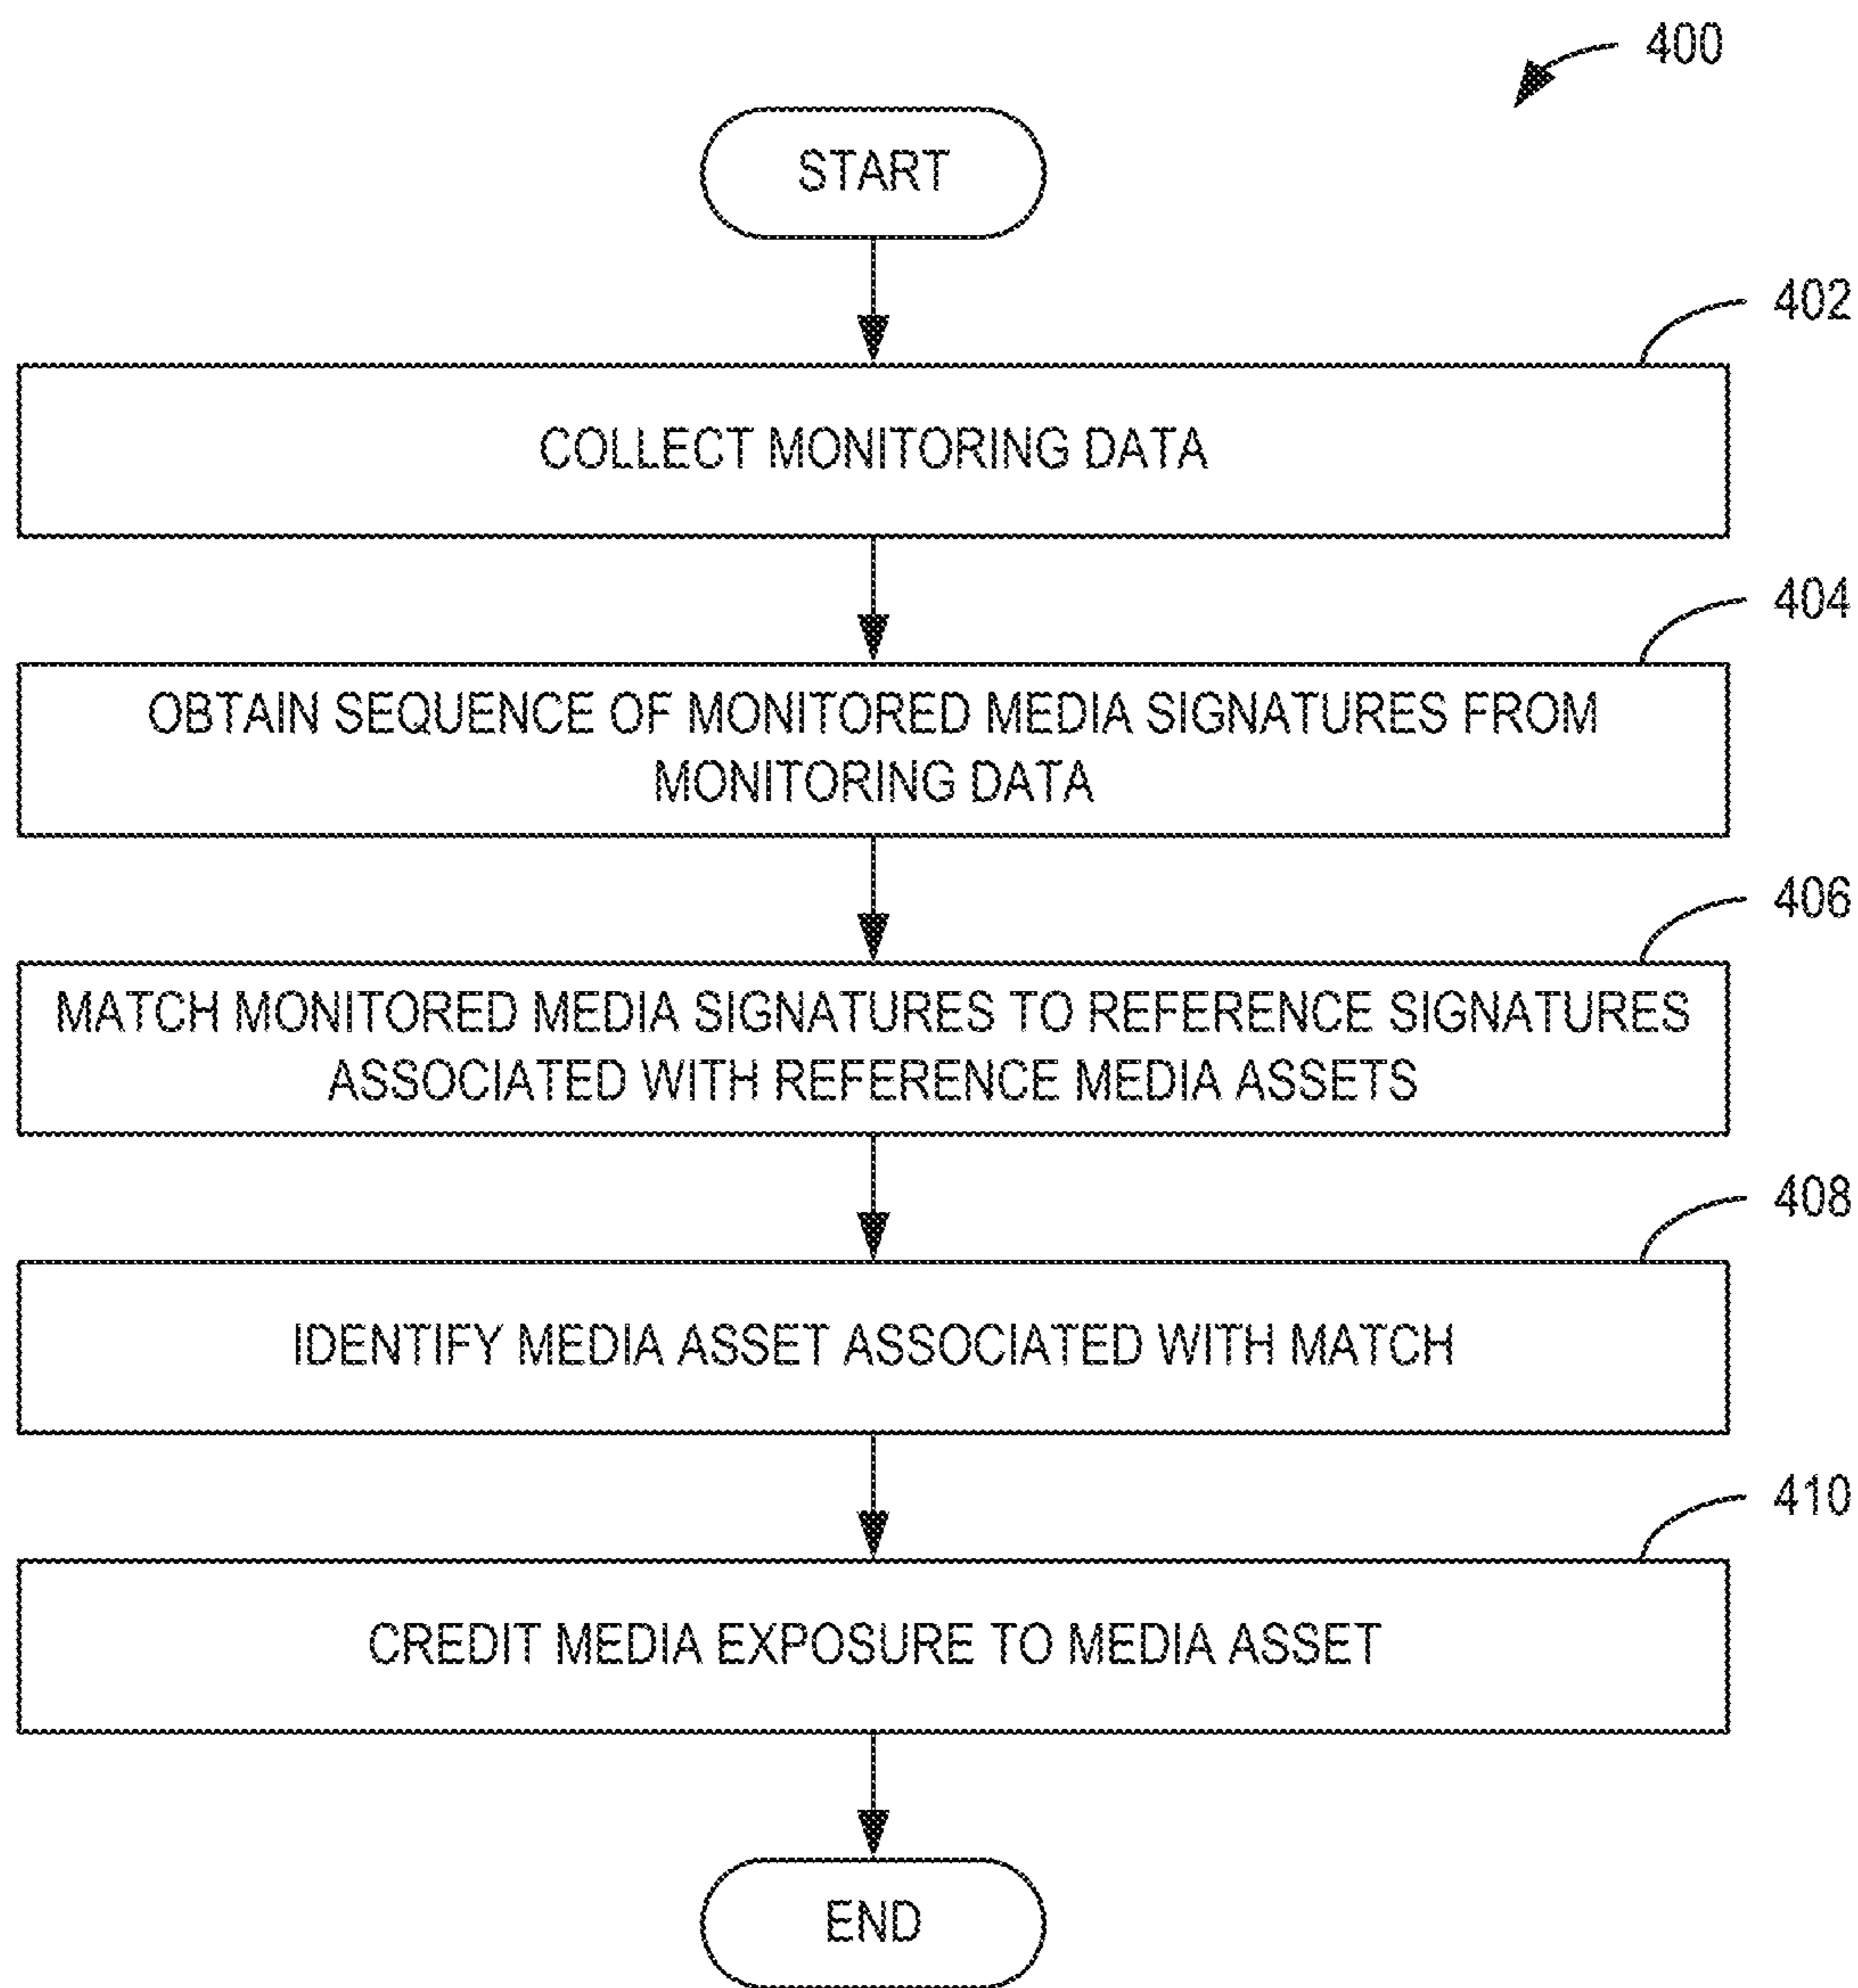 400
START
402
COLLECT MONITORING DATA
404
OBTAIN SEQUENCE OF MONITORED MEDIA SIGNATURES FROM
MONITORING DATA
406
MATCH MONITORED MEDIA SIGNATURES TO REFERENCE SIGNATURES
ASSOCIATED WITH REFERENCE MEDIA ASSETS
408
IDENTIFY MEDIA ASSET ASSOCIATED WITH MATCH
410
CREDIT MEDIA EXPOSURE TO MEDIA ASSET
END